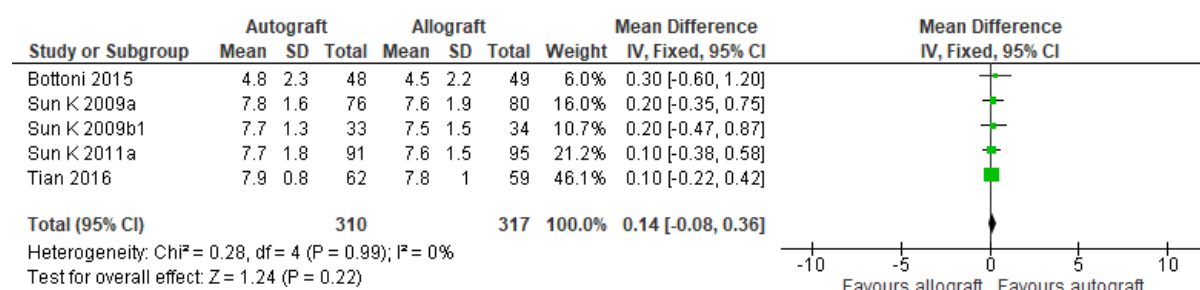 Autograft Allograft Mean Difference Mean Difference
Study or Subgroup Mean SD Total Mean SD Total Weight IV, Fixed, 95% CI IV, Fixed, 95% CI
Bottoni 2015 4.8 2.3 48 4.5 2.2 49 6.0% 0.30 [-0.60, 1.20]
Sun K 2009a 7.8 1.6 76 7.6 1.9 80 16.0% 0.20 [-0.35, 0.75]
Sun K 2009b1 7.7 1.3 33 7.5 1.5 34 10.7% 0.20 [-0.47, 0.87]
Sun K 2011a 7.7 1.8 91 7.6 1.5 95 21.2% 0.10 [-0.38, 0.58]
Tian 2016 7.9 0.8 62 7.8 1 59 46.1% 0.10 [-0.22, 0.42]
Total (95% CI) 310 317 100.0% 0.14 [-0.08, 0.36]
Heterogeneity: Chi² = 0.28, df = 4 (P = 0.99); I² = 0%
Test for overall effect: Z = 1.24 (P = 0.22)
-10 -5 0 5 10
Favours allograft Favours autograft